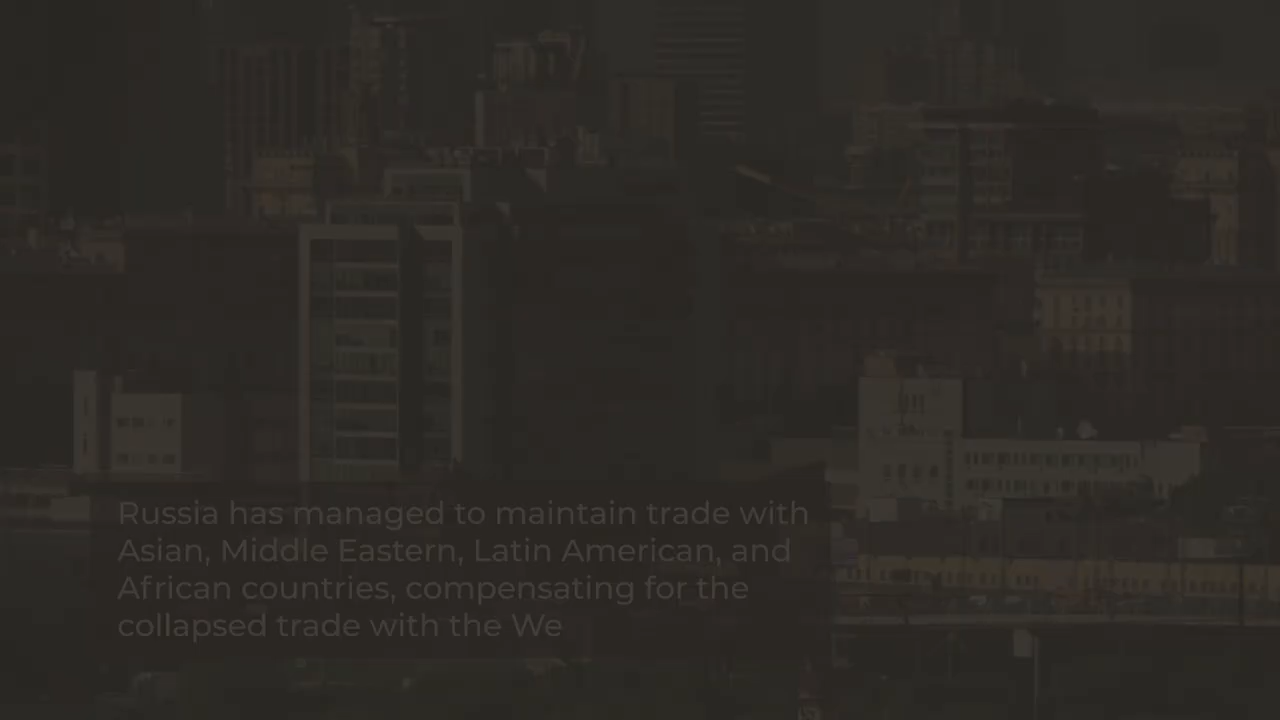 Russia has managed to maintain trade with
Asian, Middle Eastern, Latin American, and
African countries, compensating for the
collapsed trade with the We